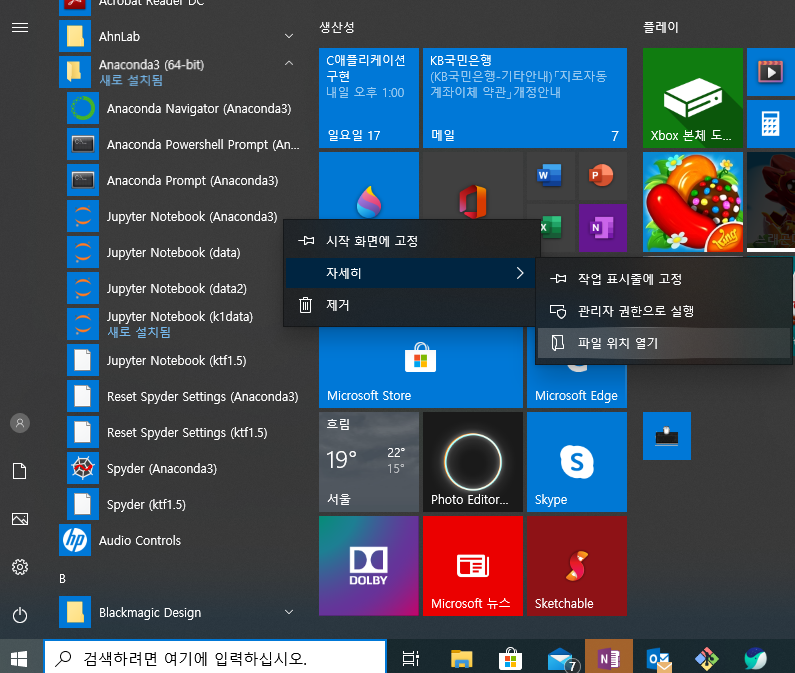 Acrobat Reader DC
AhnLab
Anaconda3 (64-bit)
새로 설치됨
Anaconda Navigator (Anaconda3)
Anaconda Powershell Prompt (An...
Anaconda Prompt (Anaconda3)
Jupyter Notebook (Anaconda3)
Jupyter Notebook (data)
Jupyter Notebook (data2)
Jupyter Notebook (k1data)
새로 설치됨
Jupyter Notebook (ktf1.5)
Reset Spyder Settings (Anaconda3)
Reset Spyder Settings (ktf1.5)
Spyder (Anaconda3)
Spyder (ktf1.5)
hp
Audio Controls
B
Blackmagic Design
생산성
C애플리케이션
구현
내일 오후 1:00
일요일 17
KB국민은행
(KB국민은행-기타안내)「지로자동
계좌이체 약관」개정안내
메일
7
W
P
X
N
시작 화면에 고정
자세히
제거
작업 표시줄에 고정
관리자 권한으로 실행
파일 위치 열기
Microsoft Store
Microsoft Edge
흐림
19°
22°
15°
서울
Photo Editor...
S
Skype
DOLBY
Microsoft 뉴스
Sketchable
플레이
Xbox 본체 도...
King
검색하려면 여기에 입력하십시오.
7
N